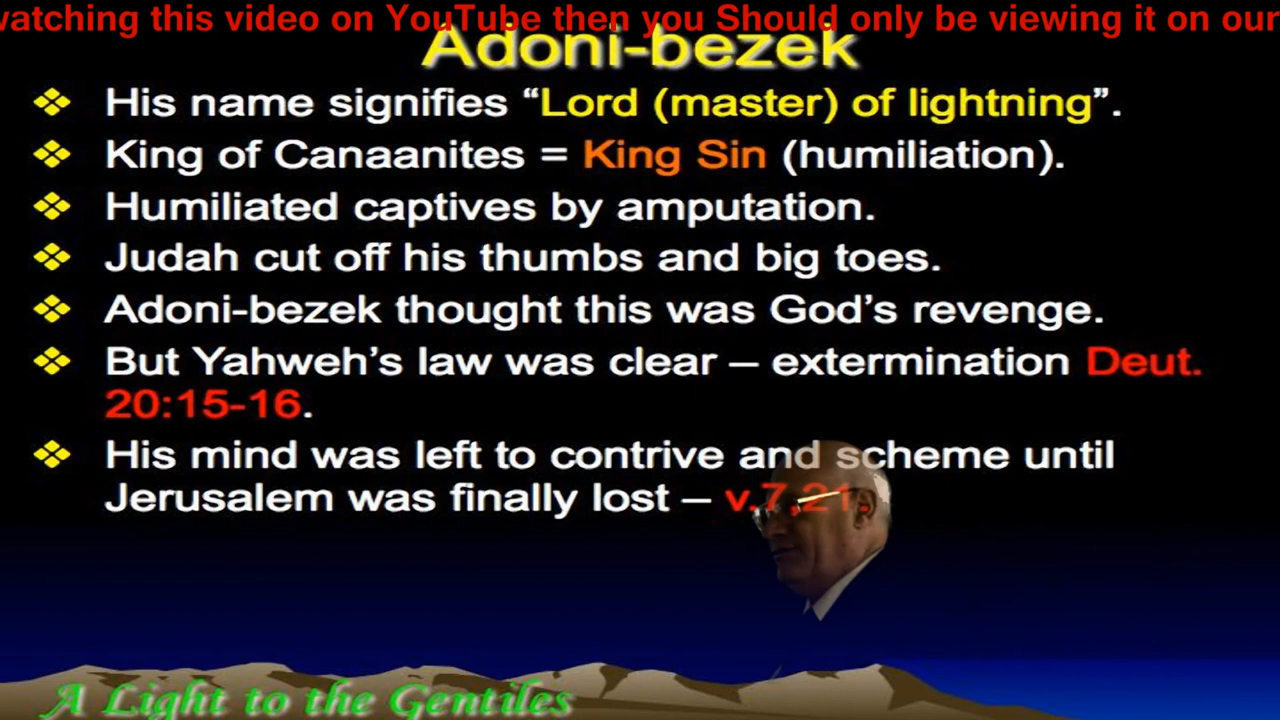 watching this video on YouTube then you Should only be viewing it on our
Adoni-bezek
❖ His name signifies “Lord (master) of lightning”.
❖ King of Canaanites = King Sin (humiliation).
❖ Humiliated captives by amputation.
❖ Judah cut off his thumbs and big toes.
❖ Adoni-bezek thought this was God’s revenge.
❖ But Yahweh’s law was clear – extermination Deut.
20:15-16.
❖ His mind was left to contrive and scheme until
Jerusalem was finally lost – v.7,21.
A Light to the Gentiles